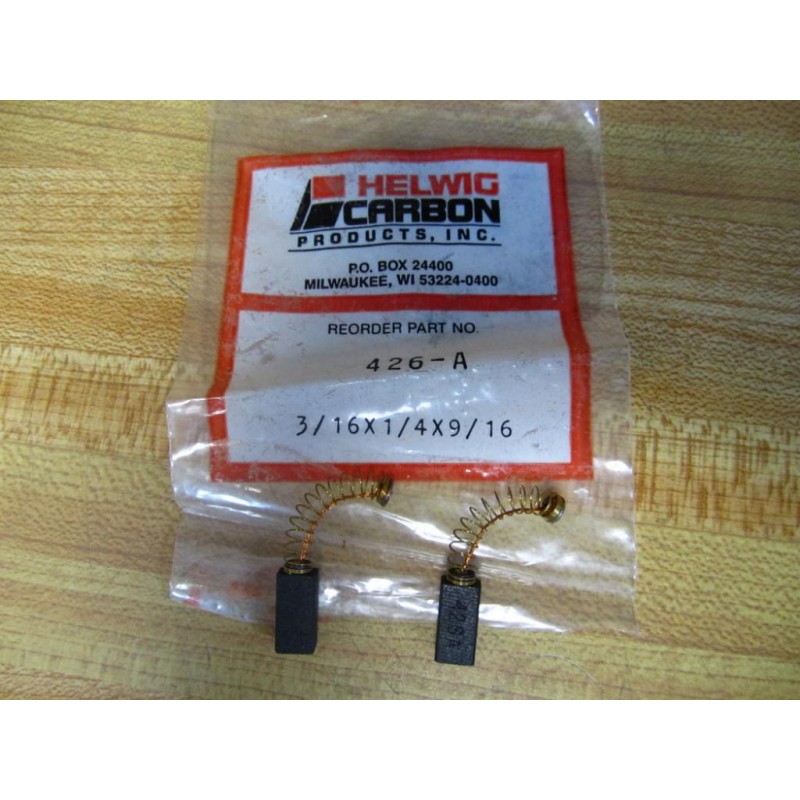 HELWIG
CARBON
PRODUCTS, INC.
P.O. BOX 24400
MILWAUKEE, WI 53224-0400
REORDER PART NO.
426-A
3/16X1/4X9/16